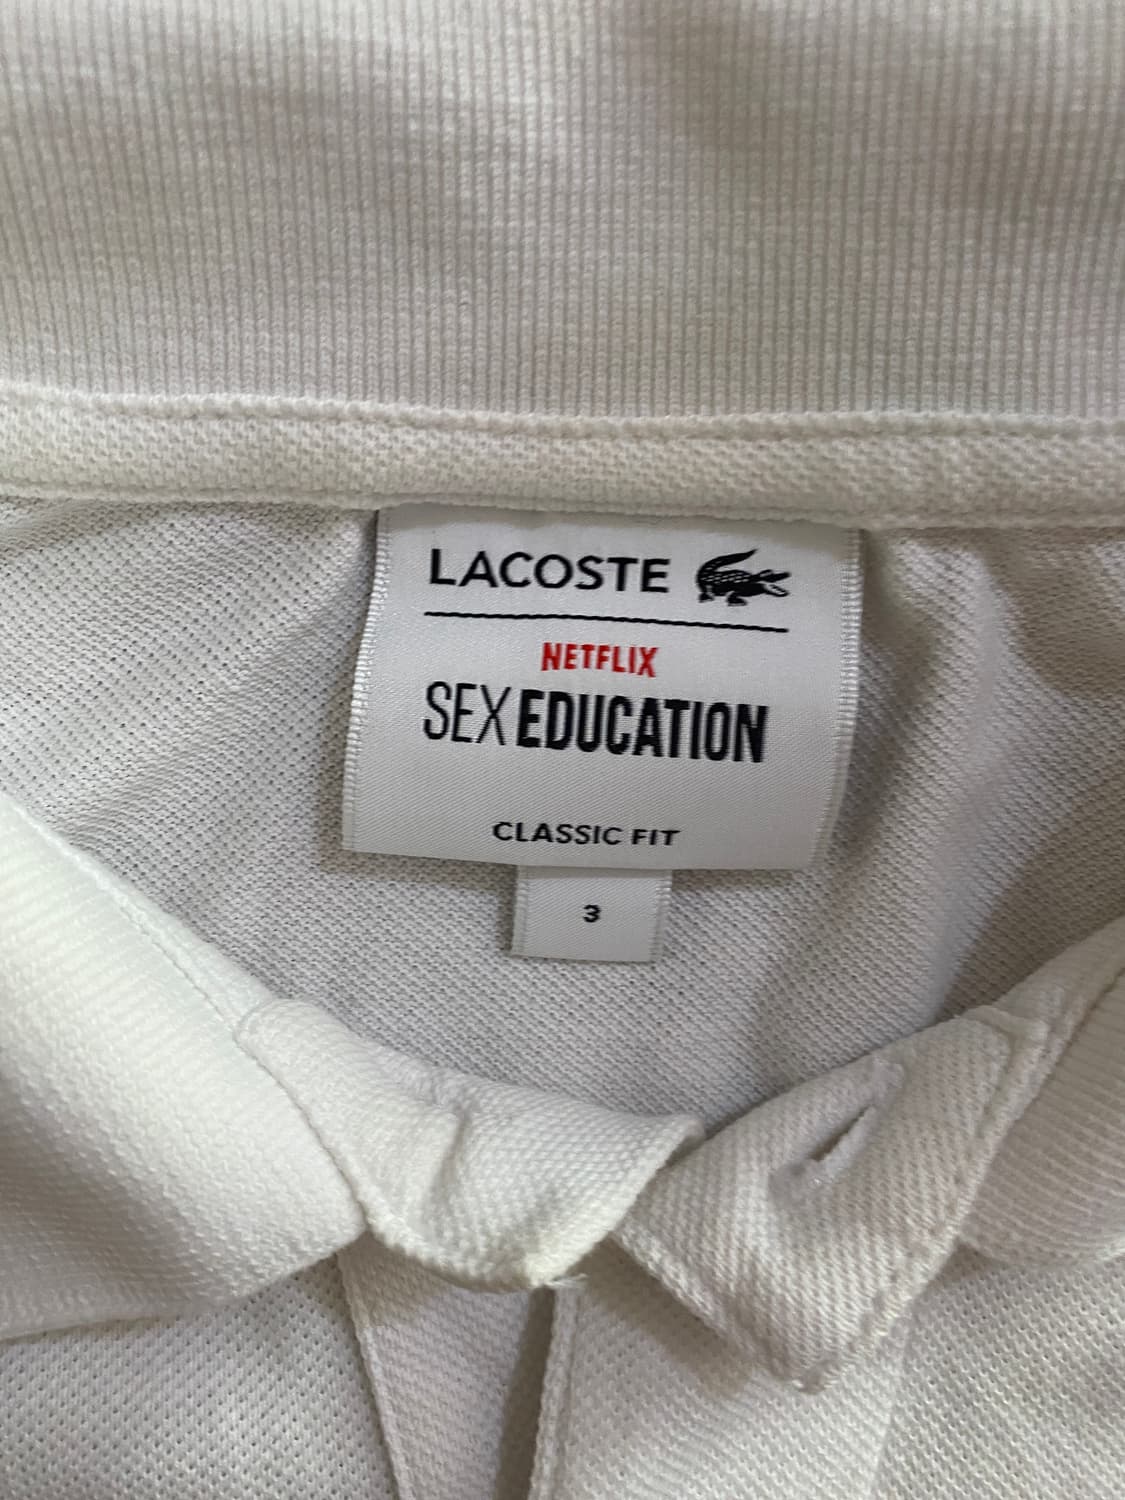 LACOSTE
NETFLIX
SEX EDUCATION
CLASSIC FIT
3